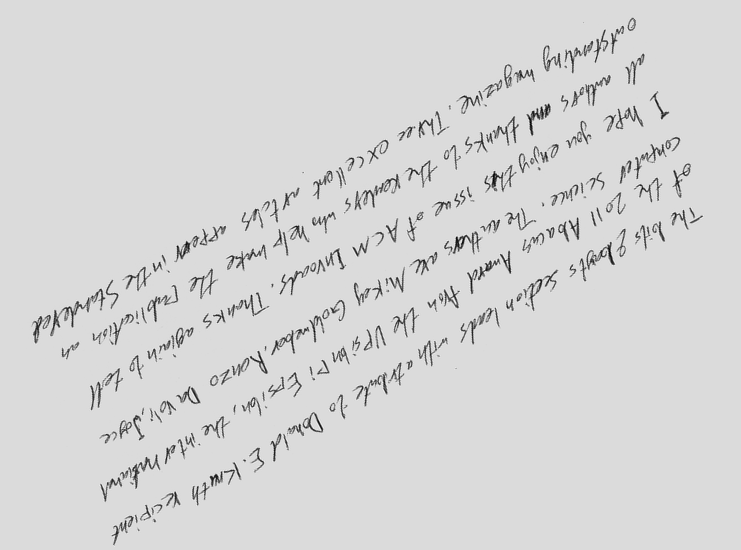 The bits & byts section leads with a tribute to Donald E. Knuth recipient
of the 2011 Abacus Award from the Upsilon Pi Epsilon, the international
computer science. The authors are Mikey Goldweber, Renzo Davoli, Joyce
I hope you enjoy this issue of ACM Inroads. Thanks again to tell
all authors and thanks to the readers who help make the publication an
outstanding magazine. Three excellent articles appear in the Standered